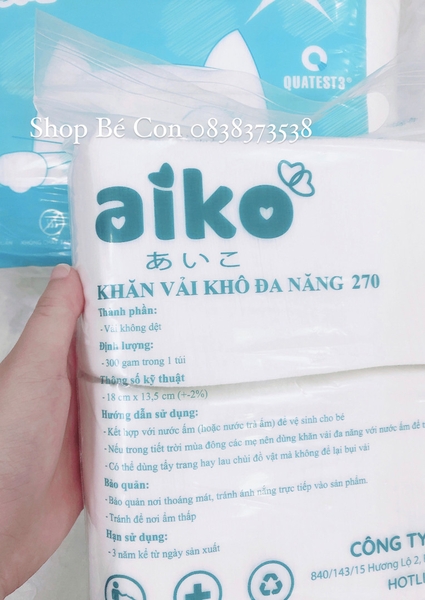 QUATEST3
Shop Bé Con 0838373538
aiko
あいこ
KHĂN VẢI KHÔ ĐA NĂNG 270
Thành phần:
- Vải không dệt
Định lượng:
- 300 gam trong 1 túi
Thông số kỹ thuật
- 18 cm x 13,5 cm (+-2%)
Hướng dẫn sử dụng:
- Kết hợp với nước ấm (hoặc nước trà ấm) để vệ sinh cho bé
- Nếu trong tiết trời mùa đông các mẹ nên dùng khăn vải đa năng với nước ấm để
- Có thể dùng tẩy trang hay lau chùi đồ vật mà không để lại bụi vải
Bảo quản:
- Bảo quản nơi thoáng mát, tránh ánh nắng trực tiếp vào sản phẩm.
- Tránh để nơi ẩm thấp
Hạn sử dụng:
- 3 năm kể từ ngày sản xuất
CÔNG TY
840/143/15 Hương Lộ 2,
HOTLI